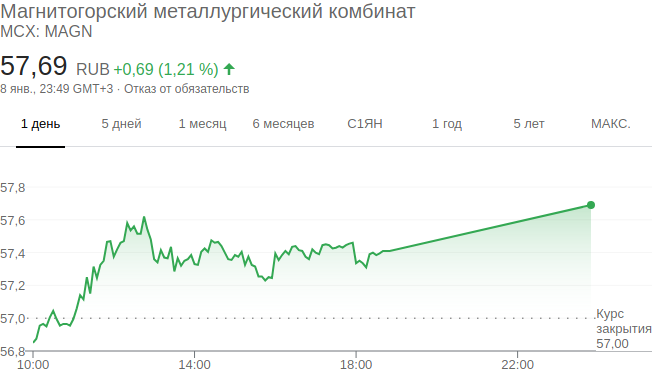 Магнитогорский металлургический комбинат
MCX: MAGN
57,69 RUB +0,69 (1,21 %)
8 янв., 23:49 GMT+3 · Отказ от обязательств
1 день 5 дней 1 месяц 6 месяцев С1ЯН 1 год 5 лет МАКС.
57,8
57,6
57,4
57,2
57,0
Курс
закрытия
57,00
56,8
10:00 14:00 18:00 22:00